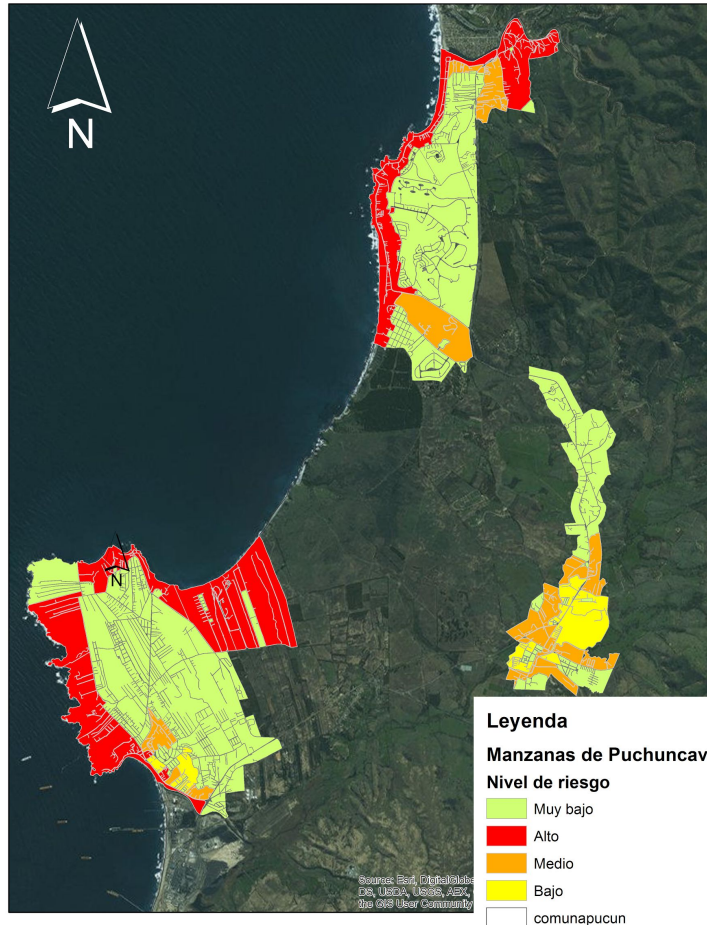 N
N
Leyenda
Manzanas de Puchuncav
Nivel de riesgo
Muy bajo
Alto
Medio
Bajo
comunapucun
Source: Esri, DigitalGlobe
DS, USDA, USGS, AEX,
the GIS User Community